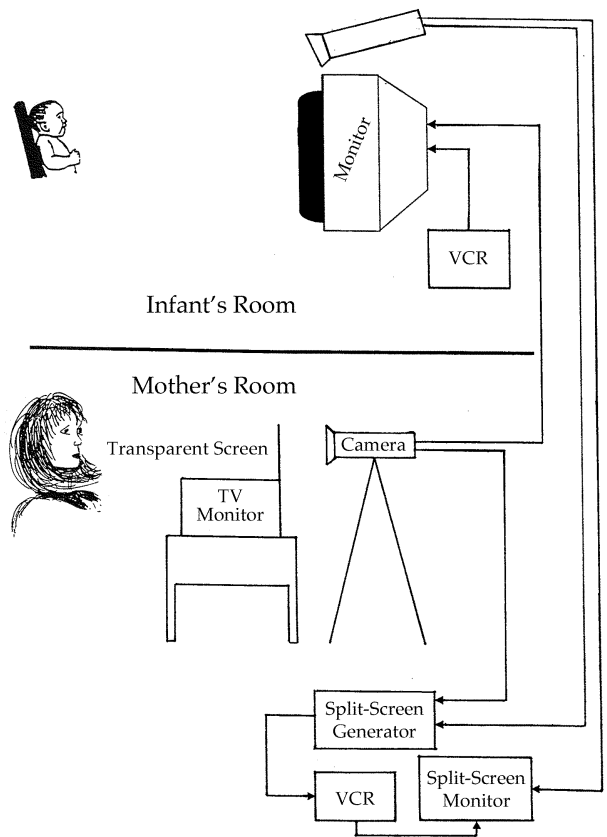 Monitor
VCR
Infant's Room
Mother's Room
Transparent Screen
Camera
TV
Monitor
Split-Screen
Generator
VCR
Split-Screen
Monitor